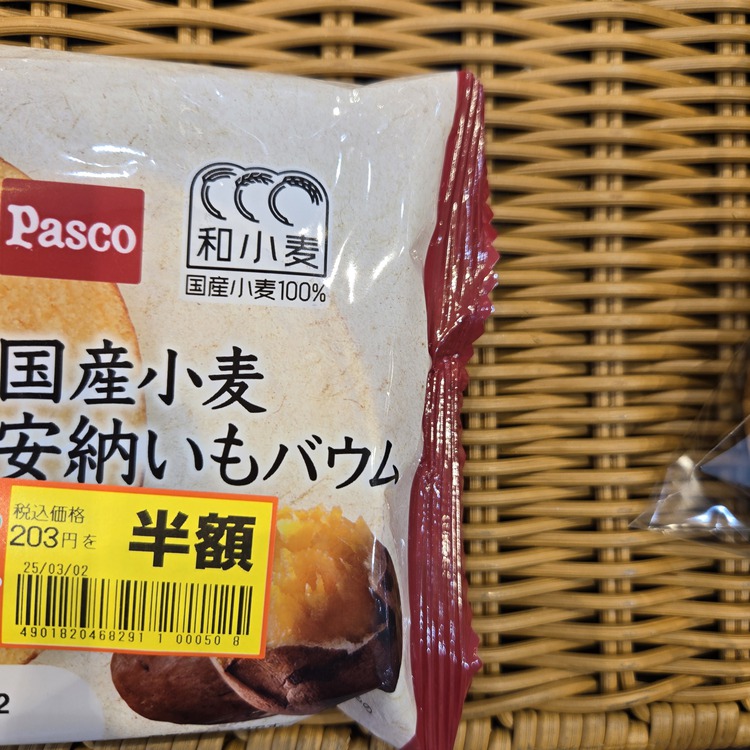 Pasco
和小麦
国産小麦100%
国産小麦
安納いもバウム
税込価格
203円を
半額
25/03/02
4901820468291 1 00050 8
2